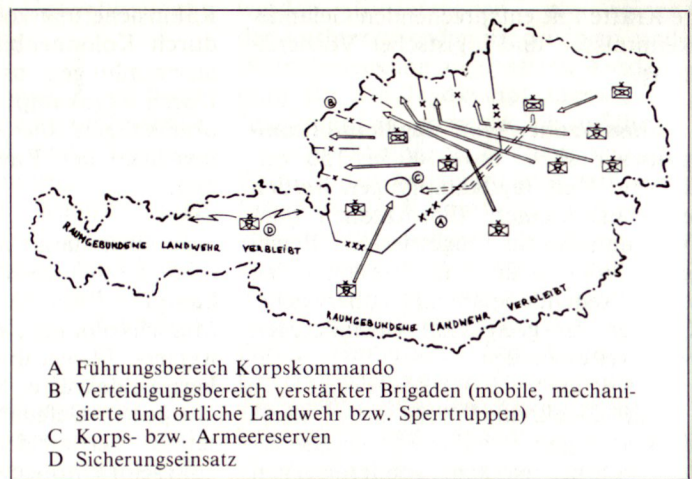 B
C
A
D
RAUMGEBUNDENE LANDWEHR VERBLEIBT
RAUMGEBUNDENE LANDWEHR VERBLEIBT
A Führungsbereich Korpskommando
B Verteidigungsbereich verstärkter Brigaden (mobile, mechani-
sierte und örtliche Landwehr bzw. Sperrtruppen)
C Korps- bzw. Armeereserven
D Sicherungseinsatz